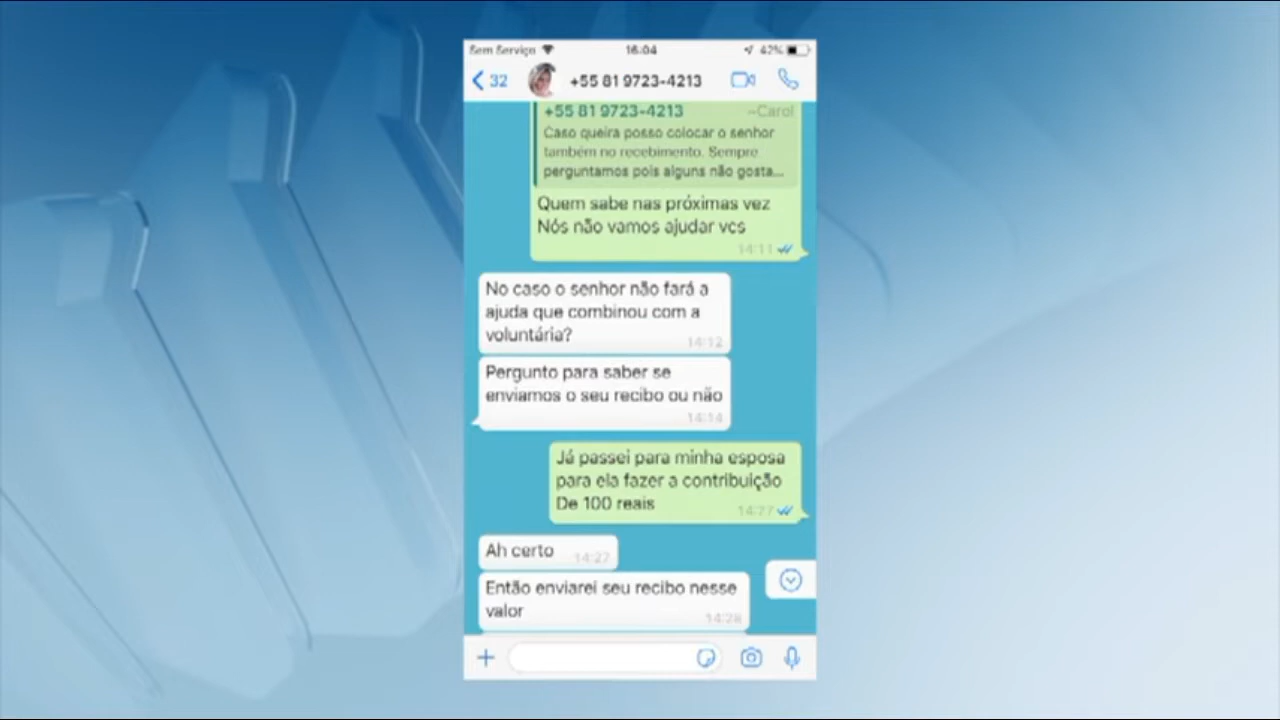 Sem Serviço 16:04 42%
32 +55 81 9723-4213
+55 81 9723-4213 ~Carol
Caso queira posso colocar o senhor
também no recebimento. Sempre
perguntamos pois alguns não gosta...
Quem sabe nas próximas vez
Nós não vamos ajudar vcs
14:11
No caso o senhor não fará a
ajuda que combinou com a
voluntária?
14:12
Pergunto para saber se
enviamos o seu recibo ou não
14:14
Já passei para minha esposa
para ela fazer a contribuição
De 100 reais
14:27
Ah certo 14:27
Então enviarei seu recibo nesse
valor
14:28